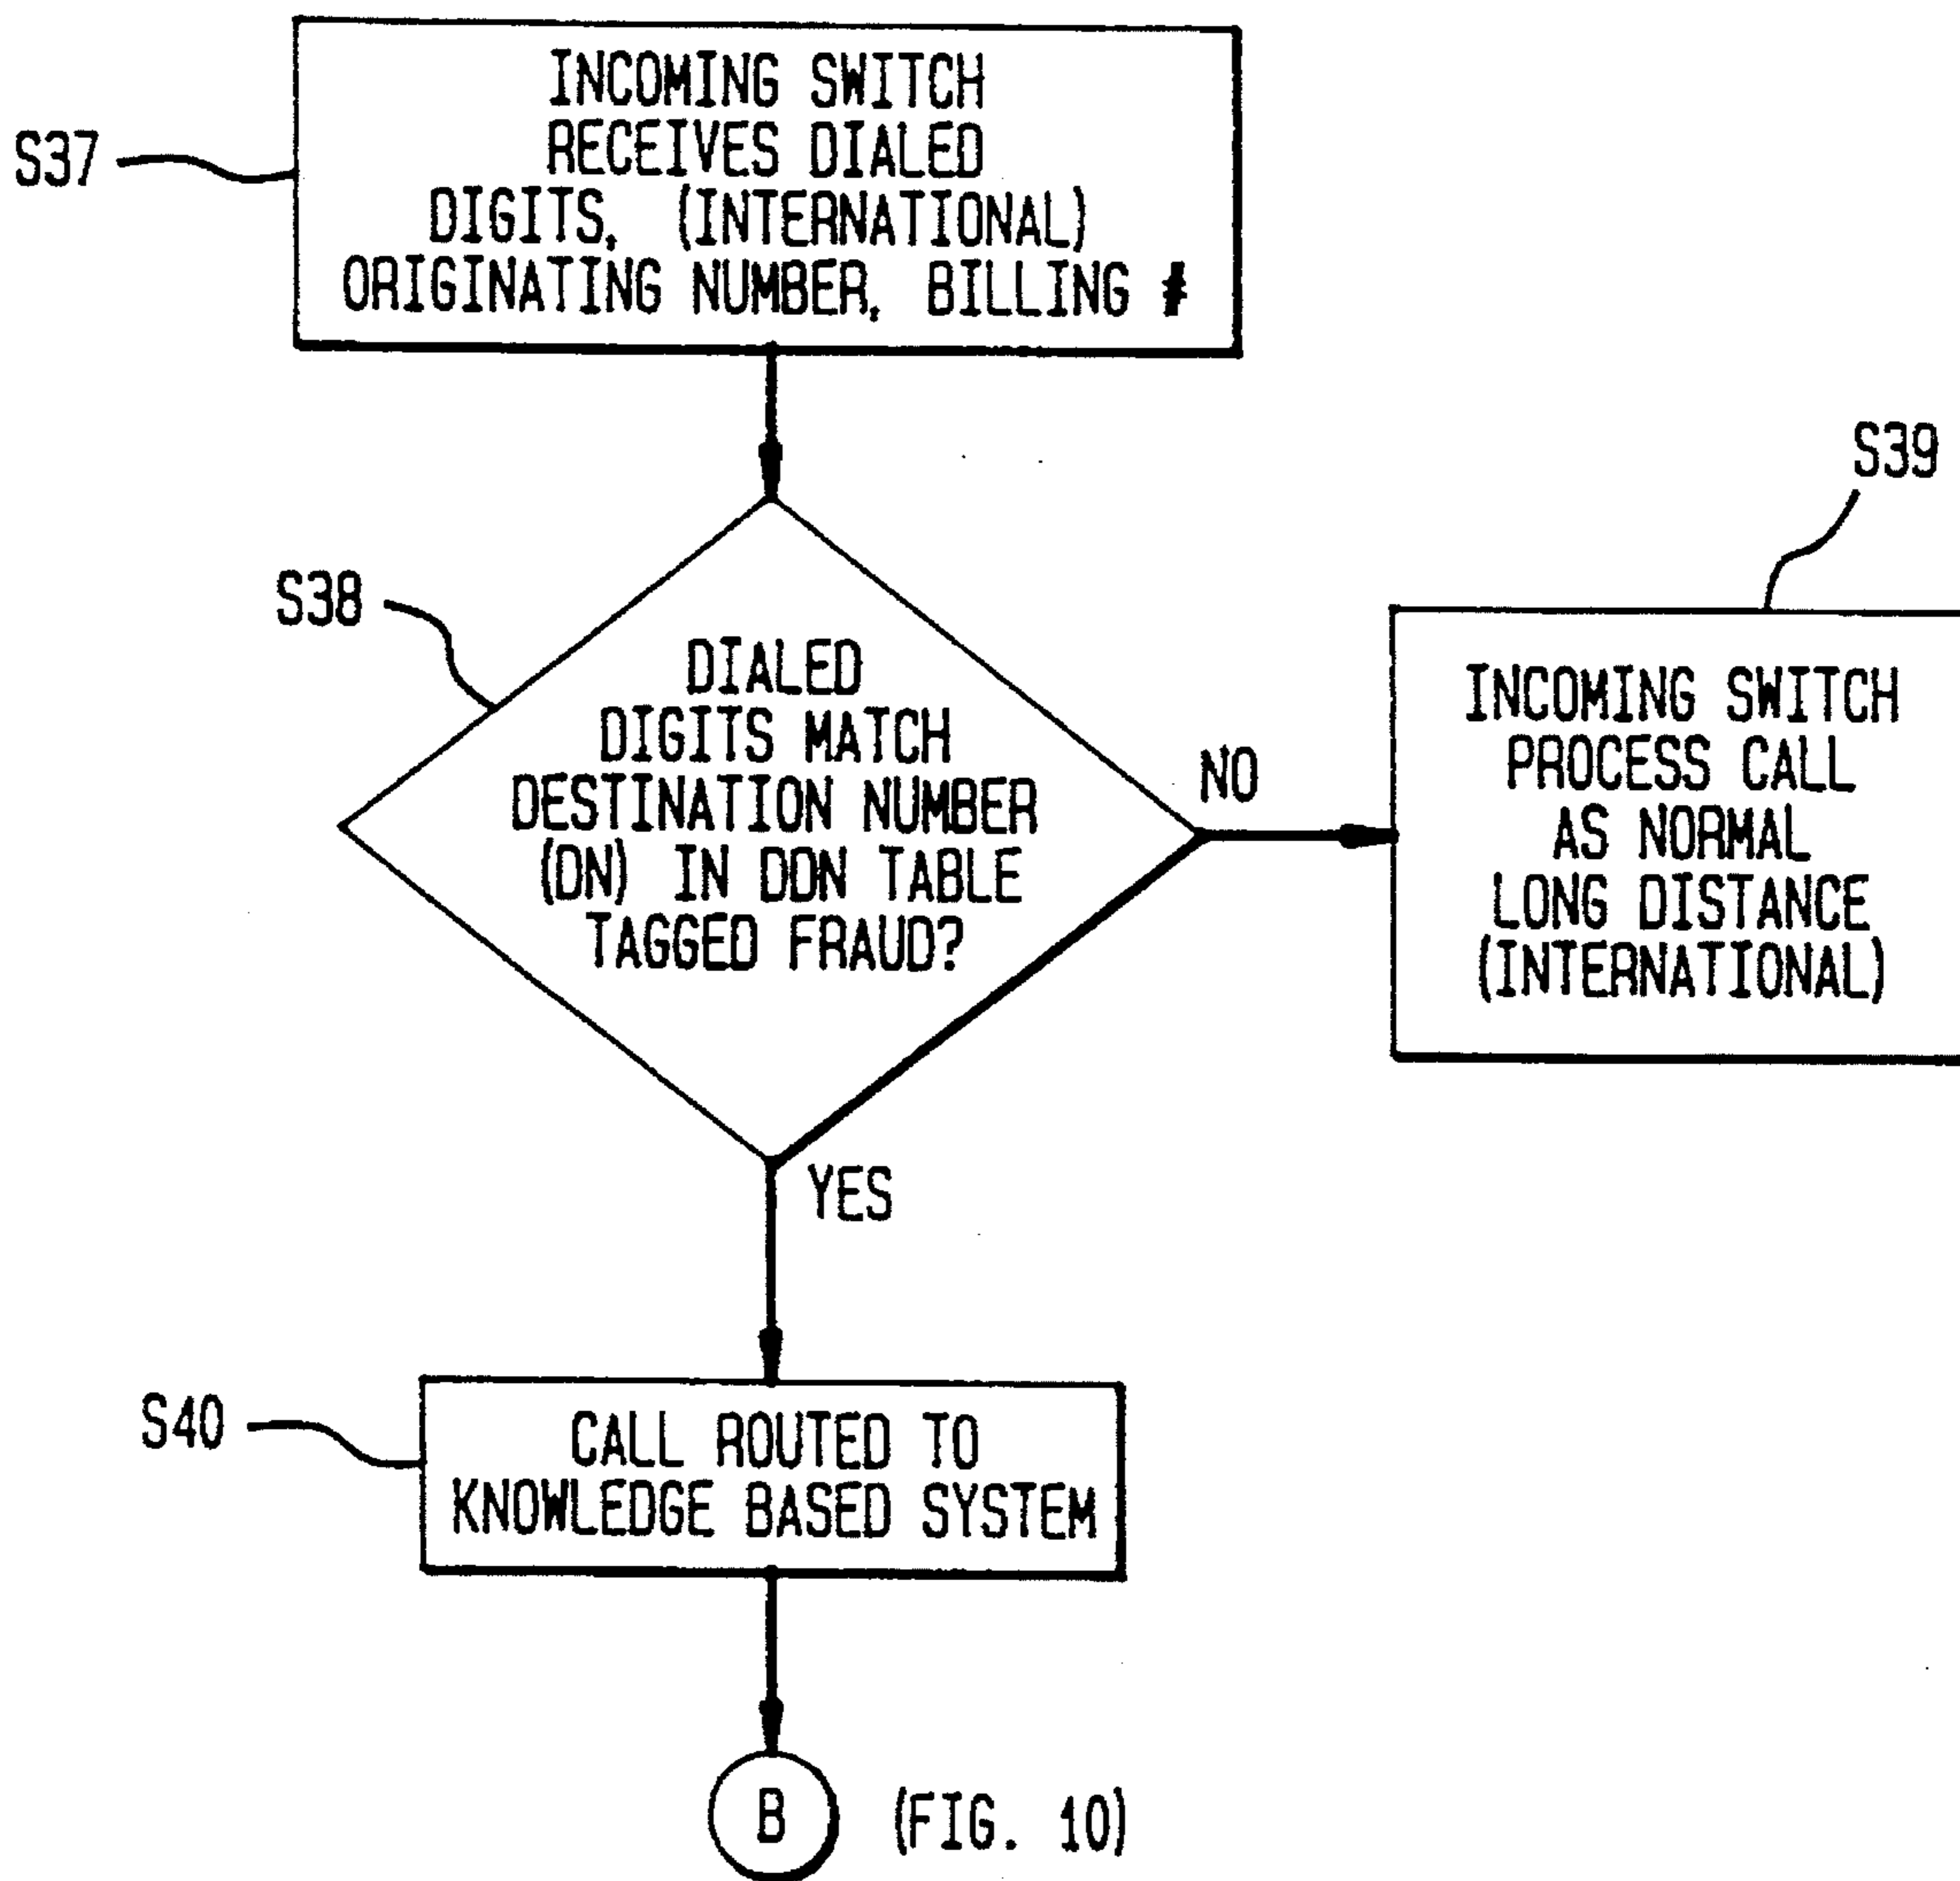 S37
INCOMING SWITCH
RECEIVES DIALED
DIGITS, (INTERNATIONAL)
ORIGINATING NUMBER, BILLING #
S38
DIALED
DIGITS MATCH
DESTINATION NUMBER
(DN) IN DDN TABLE
TAGGED FRAUD?
NO
S39
INCOMING SWITCH
PROCESS CALL
AS NORMAL
LONG DISTANCE
(INTERNATIONAL)
YES
S40
CALL ROUTED TO
KNOWLEDGE BASED SYSTEM
B (FIG. 10)